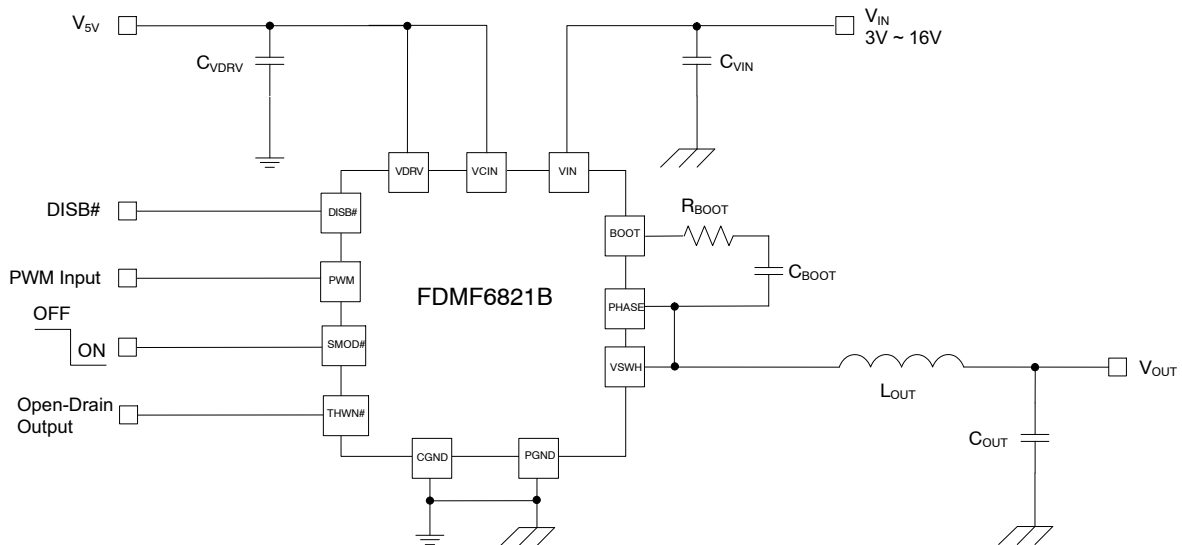 V5V
CVDRV
VIN
3V ~ 16V
CVIN
VDRV
VCIN
VIN
DISB#
DISB#
BOOT
RBOOT
CBOOT
PWM Input
PWM
FDMF6821B
PHASE
OFF
ON
SMOD#
VSWH
LOUT
VOUT
Open-Drain
Output
THWN#
COUT
CGND
PGND